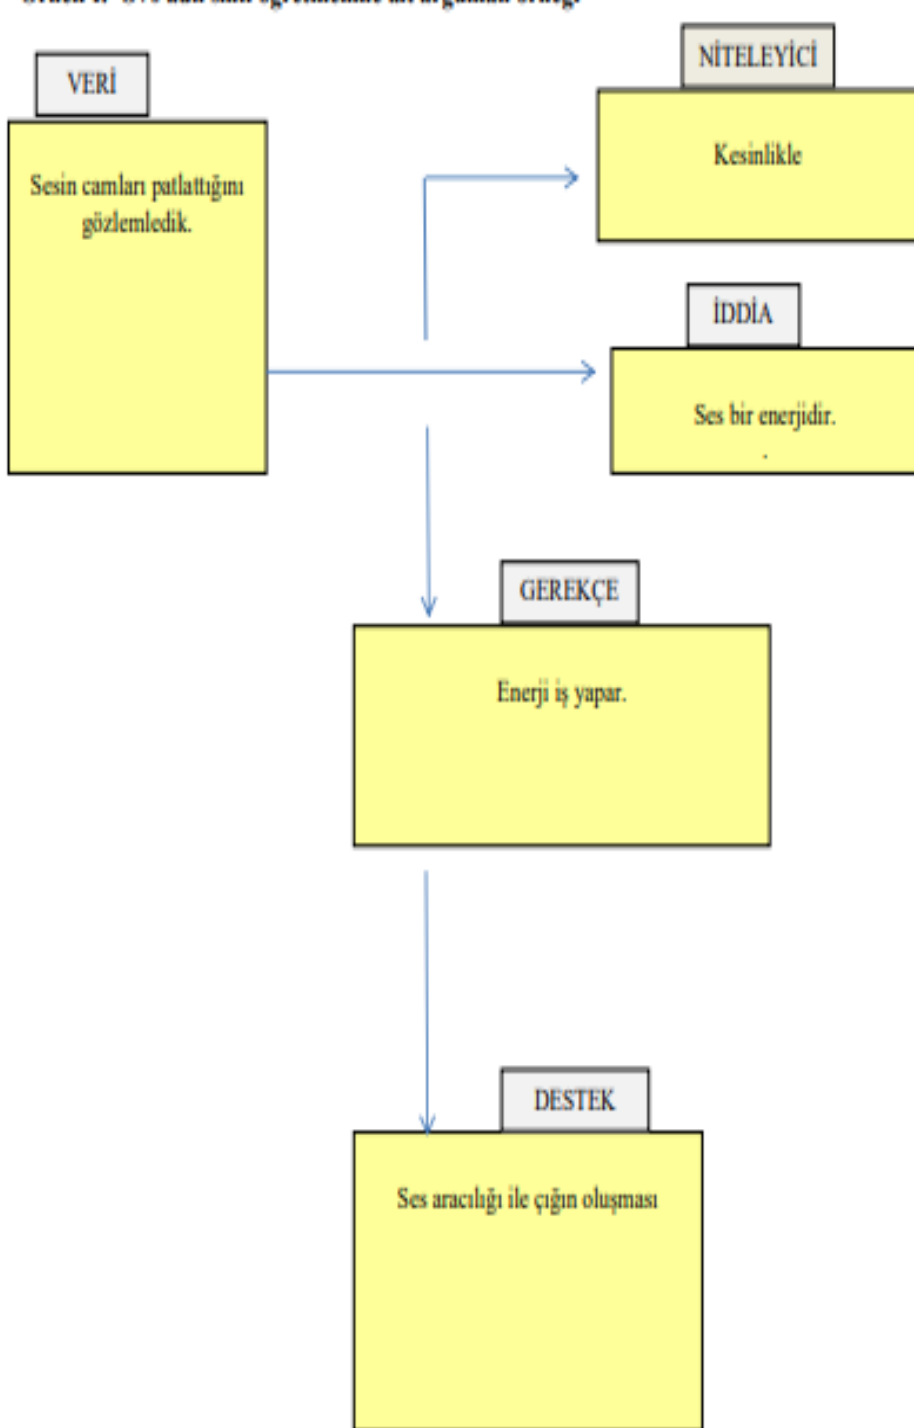 VERİ
Sesin camları patlattığını
gözlemledik.
NİTELEYİCİ
Kesinlikle
İDDİA
Ses bir enerjidir.
.
GEREKÇE
Enerji iş yapar.
DESTEK
Ses aracılığı ile çığın oluşması